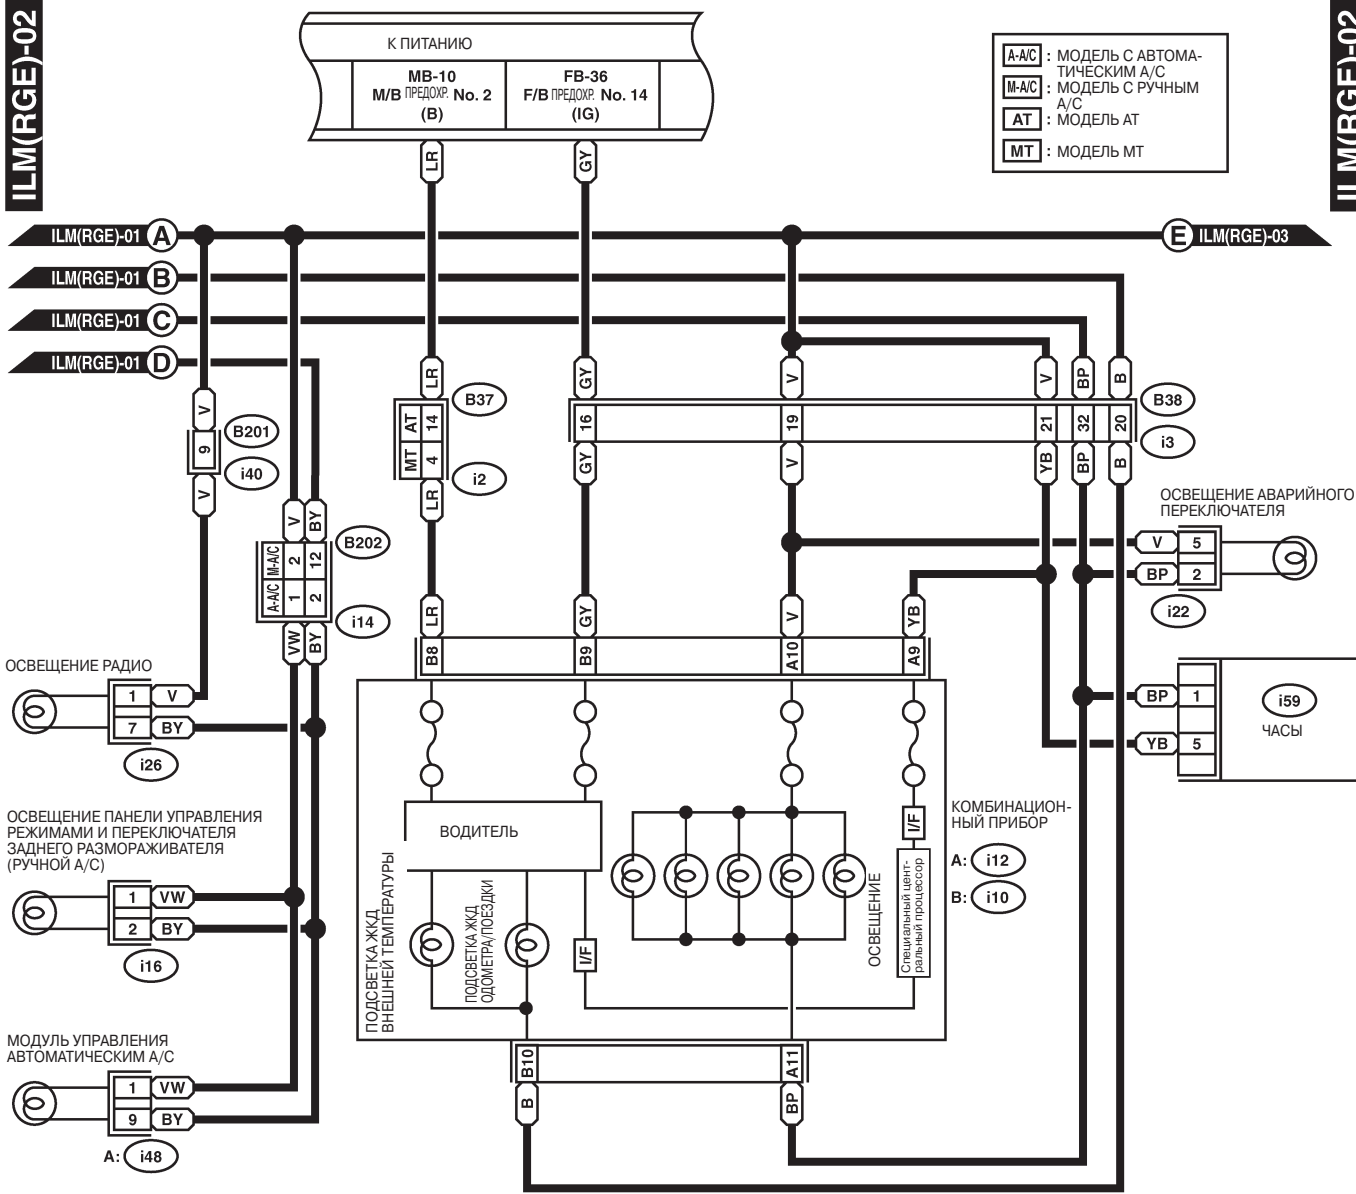 ILM(RGE)-02
ILM(RGE)-02
К ПИТАНИЮ
MB-10
M/B ПРЕДОХР. No. 2
(B)
FB-36
F/B ПРЕДОХР. No. 14
(IG)
A-A/C : МОДЕЛЬ С АВТОМА-
ТИЧЕСКИМ A/C
M-A/C : МОДЕЛЬ С РУЧНЫМ
A/C
AT : МОДЕЛЬ AT
MT : МОДЕЛЬ MT
LR
GY
ILM(RGE)-01 A
E ILM(RGE)-03
ILM(RGE)-01 B
ILM(RGE)-01 C
ILM(RGE)-01 D
LR
GY
V
V
BP
B
V
AT 14
MT 4
B37
i2
16
19
21
32
20
B38
i3
9
B201
i40
V
LR
GY
V
YB
BP
B
V
BY
M-A/C 2 12
A-A/C 1 2
B202
i14
VW
BY
ОСВЕЩЕНИЕ АВАРИЙНОГО
ПЕРЕКЛЮЧАТЕЛЯ
V 5
BP 2
i22
LR
GY
V
YB
B8
B9
A10
A9
ОСВЕЩЕНИЕ РАДИО
1 V
7 BY
i26
BP 1
YB 5
i59
ЧАСЫ
ОСВЕЩЕНИЕ ПАНЕЛИ УПРАВЛЕНИЯ
РЕЖИМАМИ И ПЕРЕКЛЮЧАТЕЛЯ
ЗАДНЕГО РАЗМОРАЖИВАТЕЛЯ
(РУЧНОЙ A/C)
1 VW
2 BY
i16
ВОДИТЕЛЬ
ПОДСВЕТКА ЖКД
ВНЕШНЕЙ ТЕМПЕРАТУРЫ
ПОДСВЕТКА ЖКД
ОДОМЕТРА/ПОЕЗДКИ
I/F
ОСВЕЩЕНИЕ
I/F
Специальный цент-
ральный процессор
КОМБИНАЦИОН-
НЫЙ ПРИБОР
A: i12
B: i10
МОДУЛЬ УПРАВЛЕНИЯ
АВТОМАТИЧЕСКИМ A/C
1 VW
9 BY
A: i48
B10
A11
B
BP